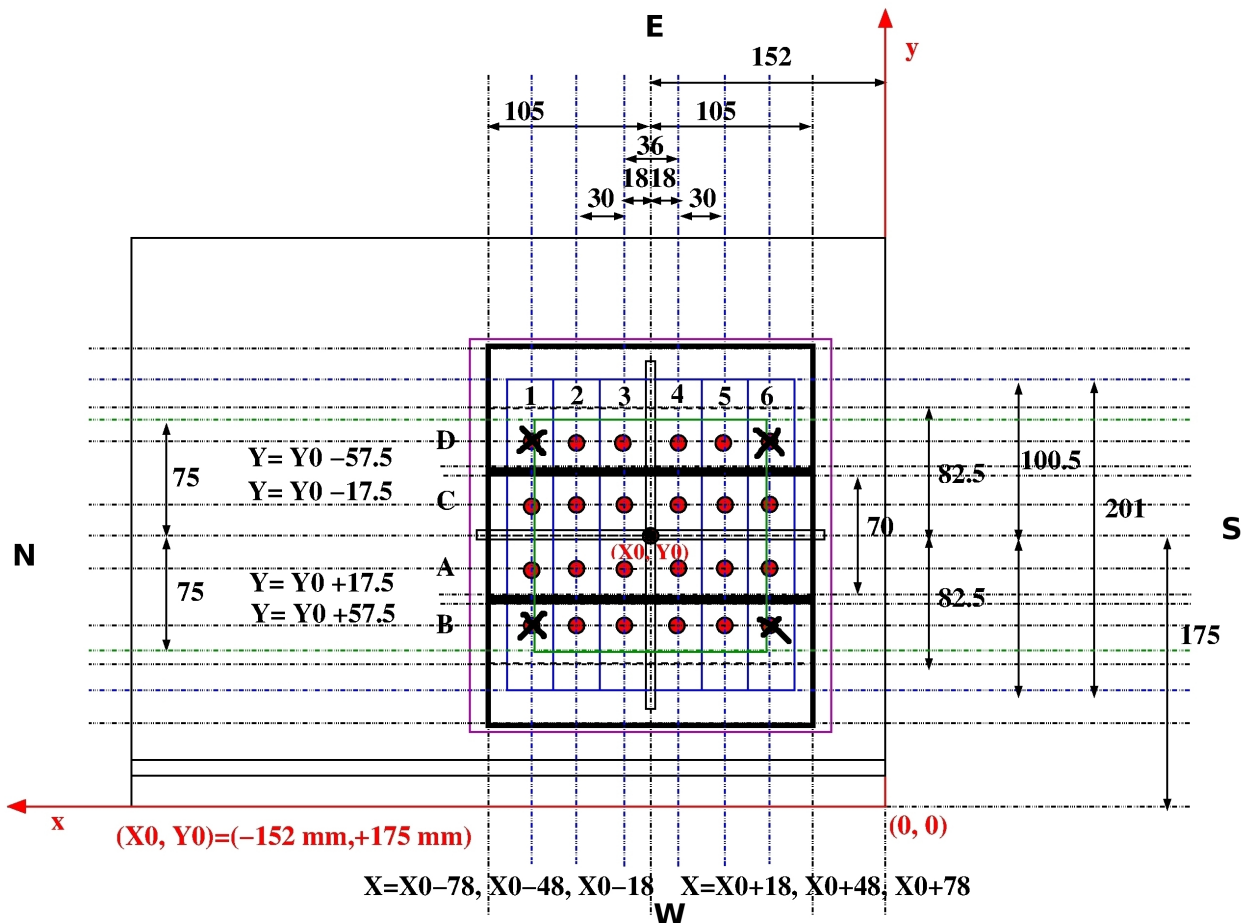 E
y
152
105 105
36
18 18
30 30
1 2 3 4 5 6
D
Y= Y0 −57.5
75
82.5
100.5
Y= Y0 −17.5
C
201
70
N
(X0, Y0)
S
A
Y= Y0 +17.5
75
82.5
Y= Y0 +57.5
B
175
x
(X0, Y0)=(−152 mm,+175 mm)
(0, 0)
X=X0−78, X0−48, X0−18 X=X0+18, X0+48, X0+78
W